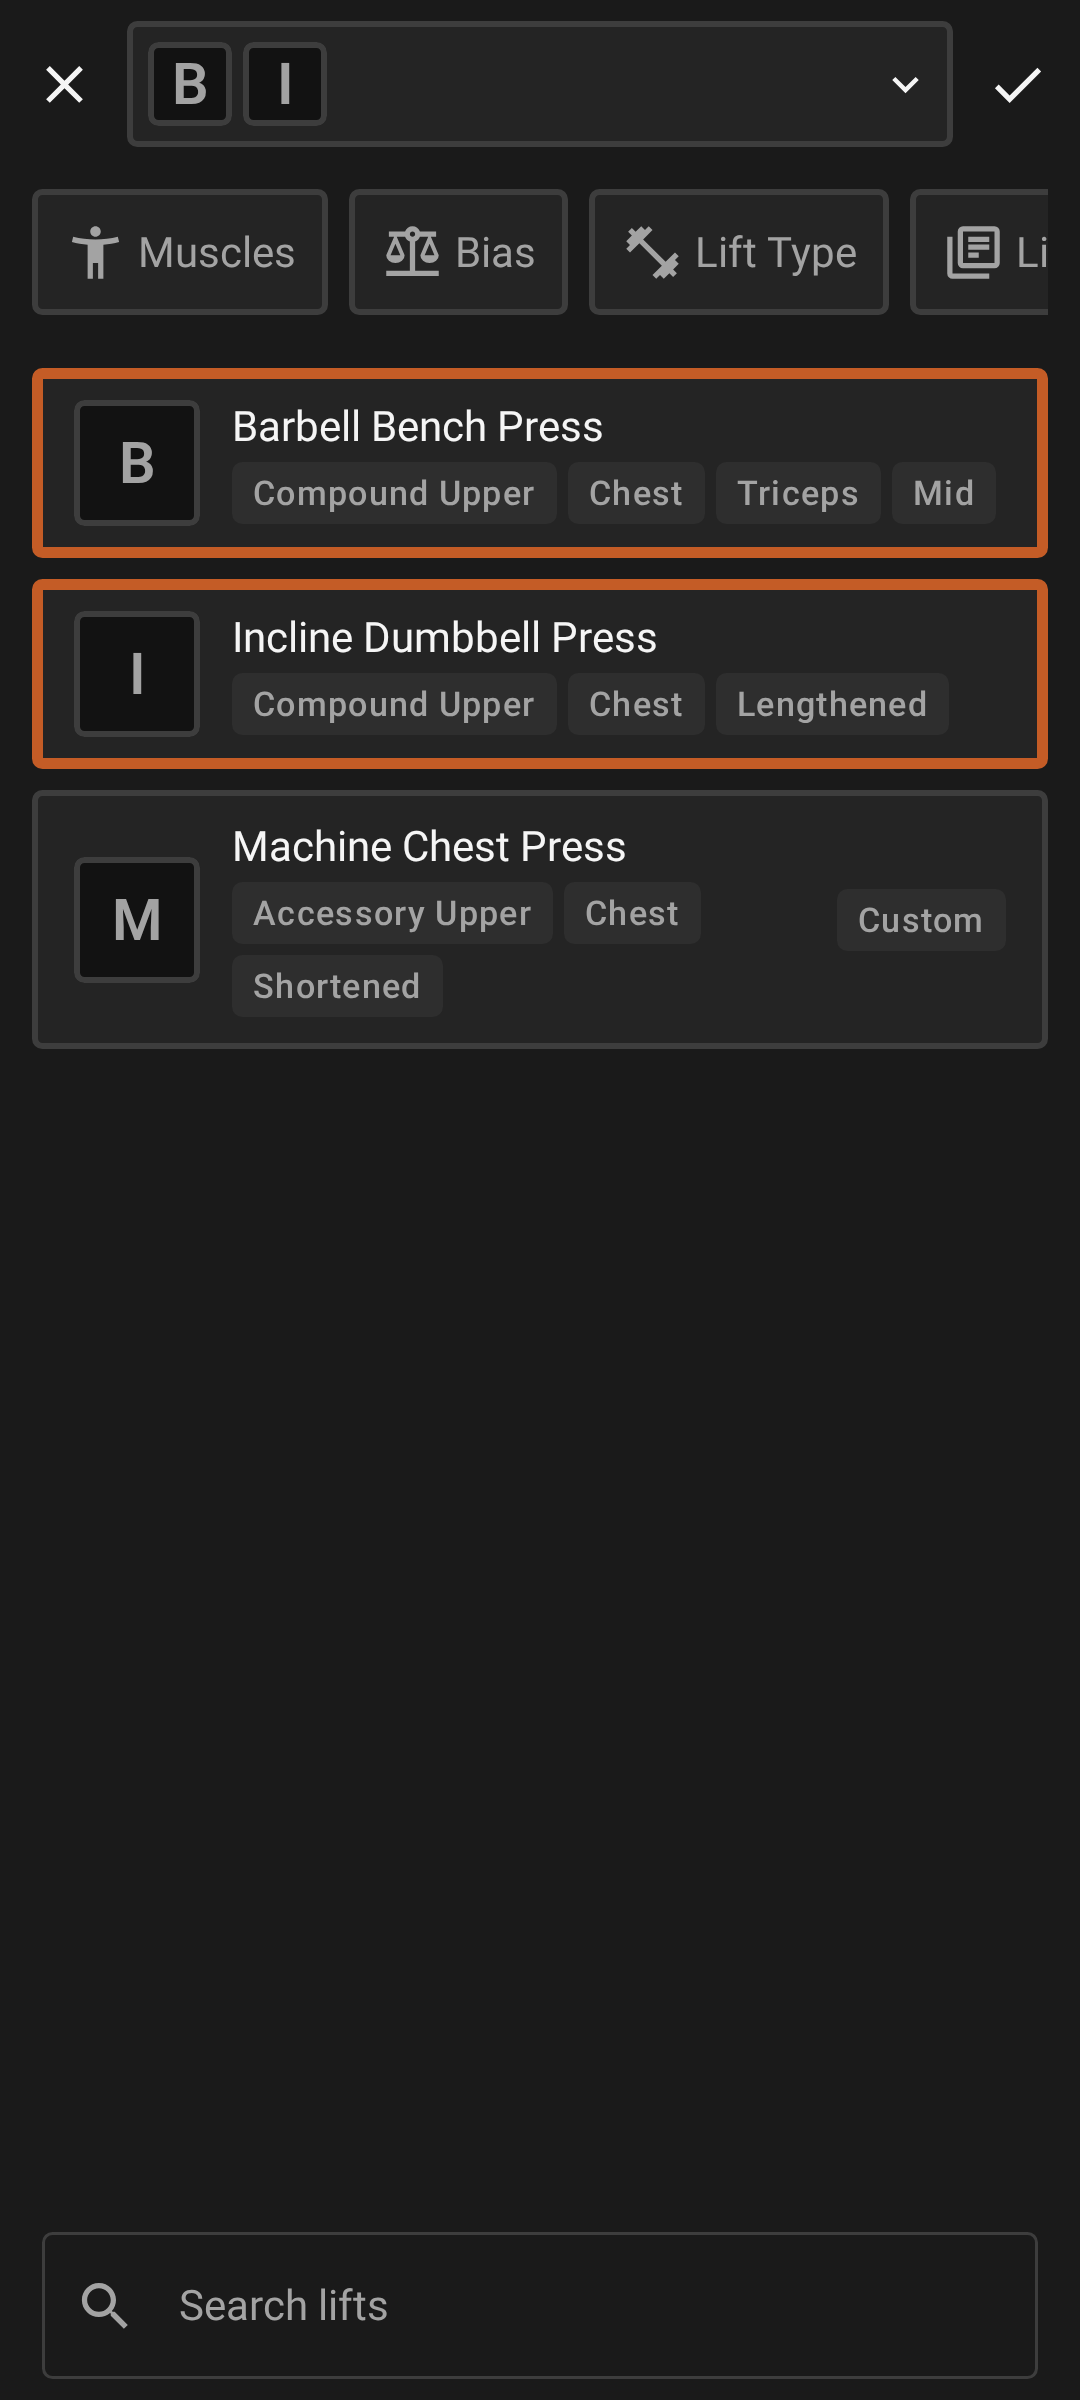 B I
Muscles Bias Lift Type Li
B
Barbell Bench Press
Compound Upper Chest Triceps Mid
I
Incline Dumbbell Press
Compound Upper Chest Lengthened
M
Machine Chest Press
Accessory Upper Chest
Custom
Shortened
Search lifts